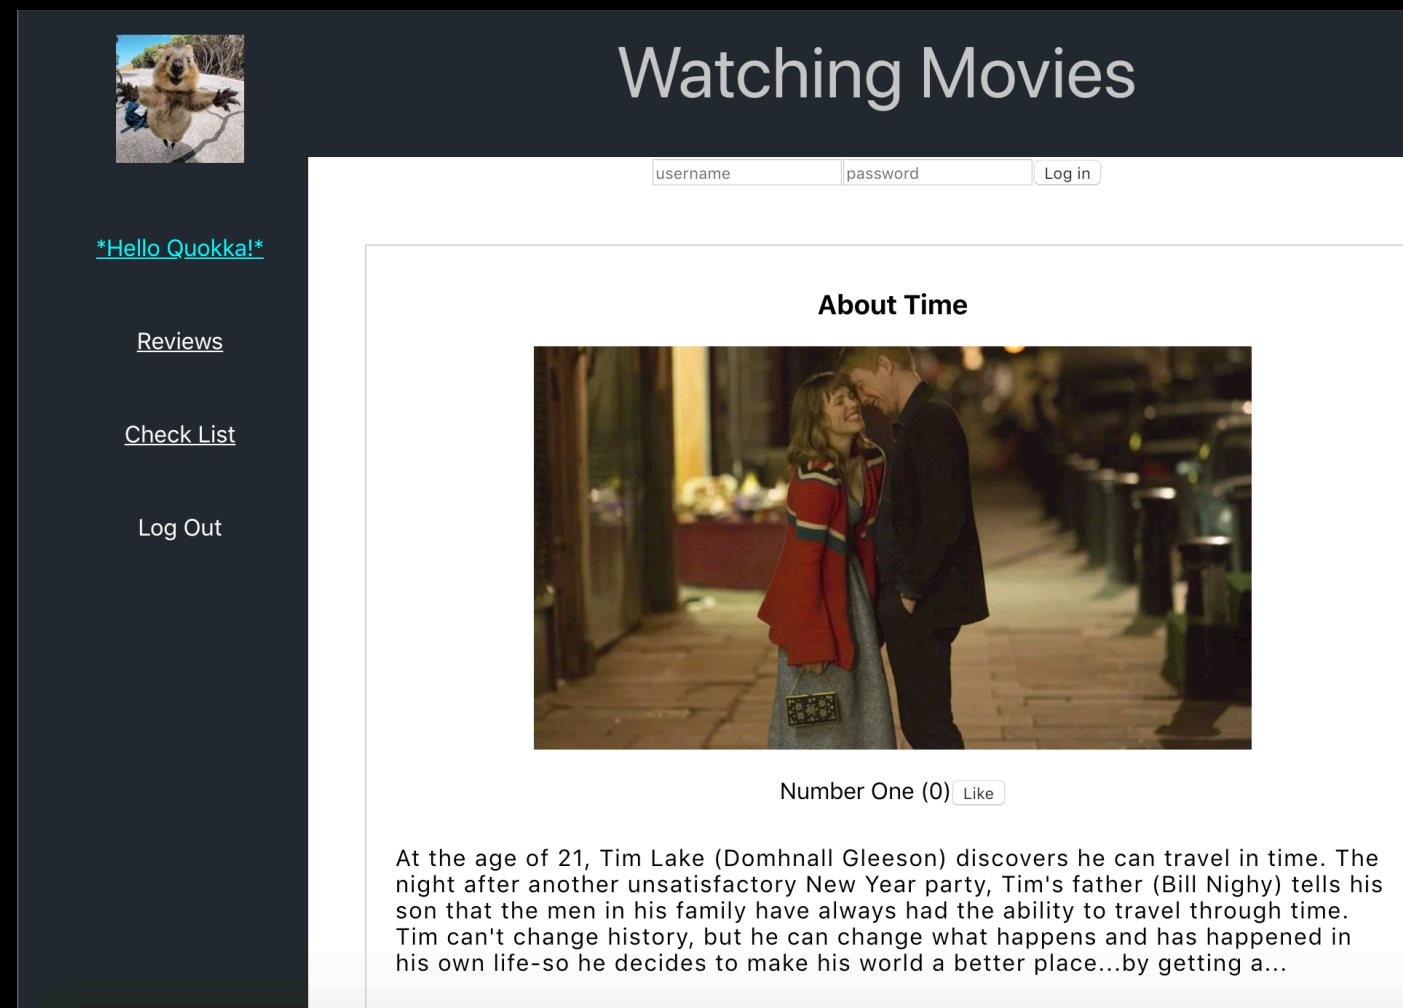 Watching Movies
username password Log in
*Hello Quokka!*
Reviews
Check List
Log Out
About Time
Number One (0) Like
At the age of 21, Tim Lake (Domhnall Gleeson) discovers he can travel in time. The
night after another unsatisfactory New Year party, Tim's father (Bill Nighy) tells his
son that the men in his family have always had the ability to travel through time.
Tim can't change history, but he can change what happens and has happened in
his own life-so he decides to make his world a better place...by getting a...